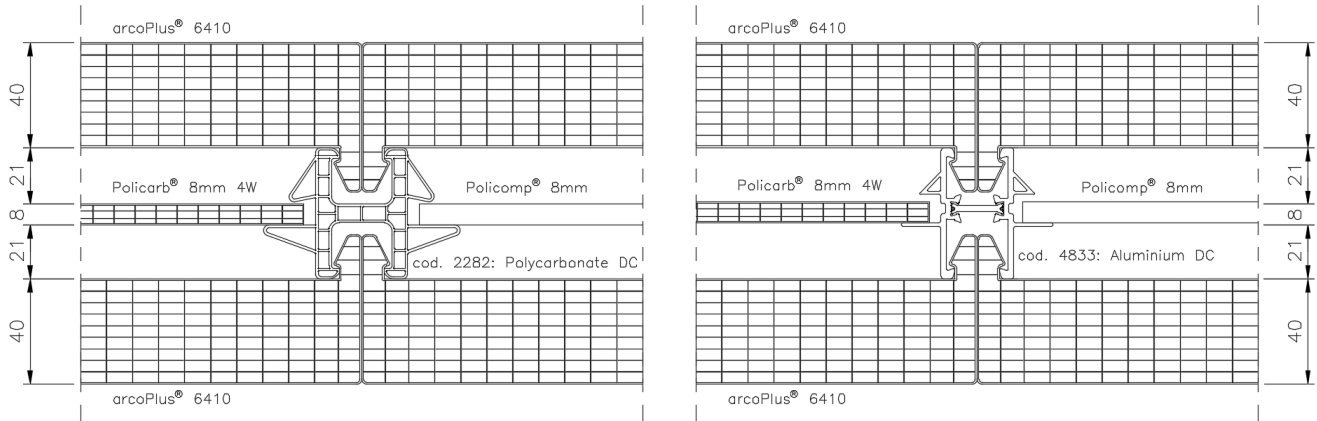 arcoPlus® 6410
40
21
Policarb® 8mm 4W
Policomp® 8mm
8
21
cod. 2282: Polycarbonate DC
40
arcoPlus® 6410
arcoPlus® 6410
40
21
Policarb® 8mm 4W
Policomp® 8mm
8
21
cod. 4833: Aluminium DC
40
arcoPlus® 6410